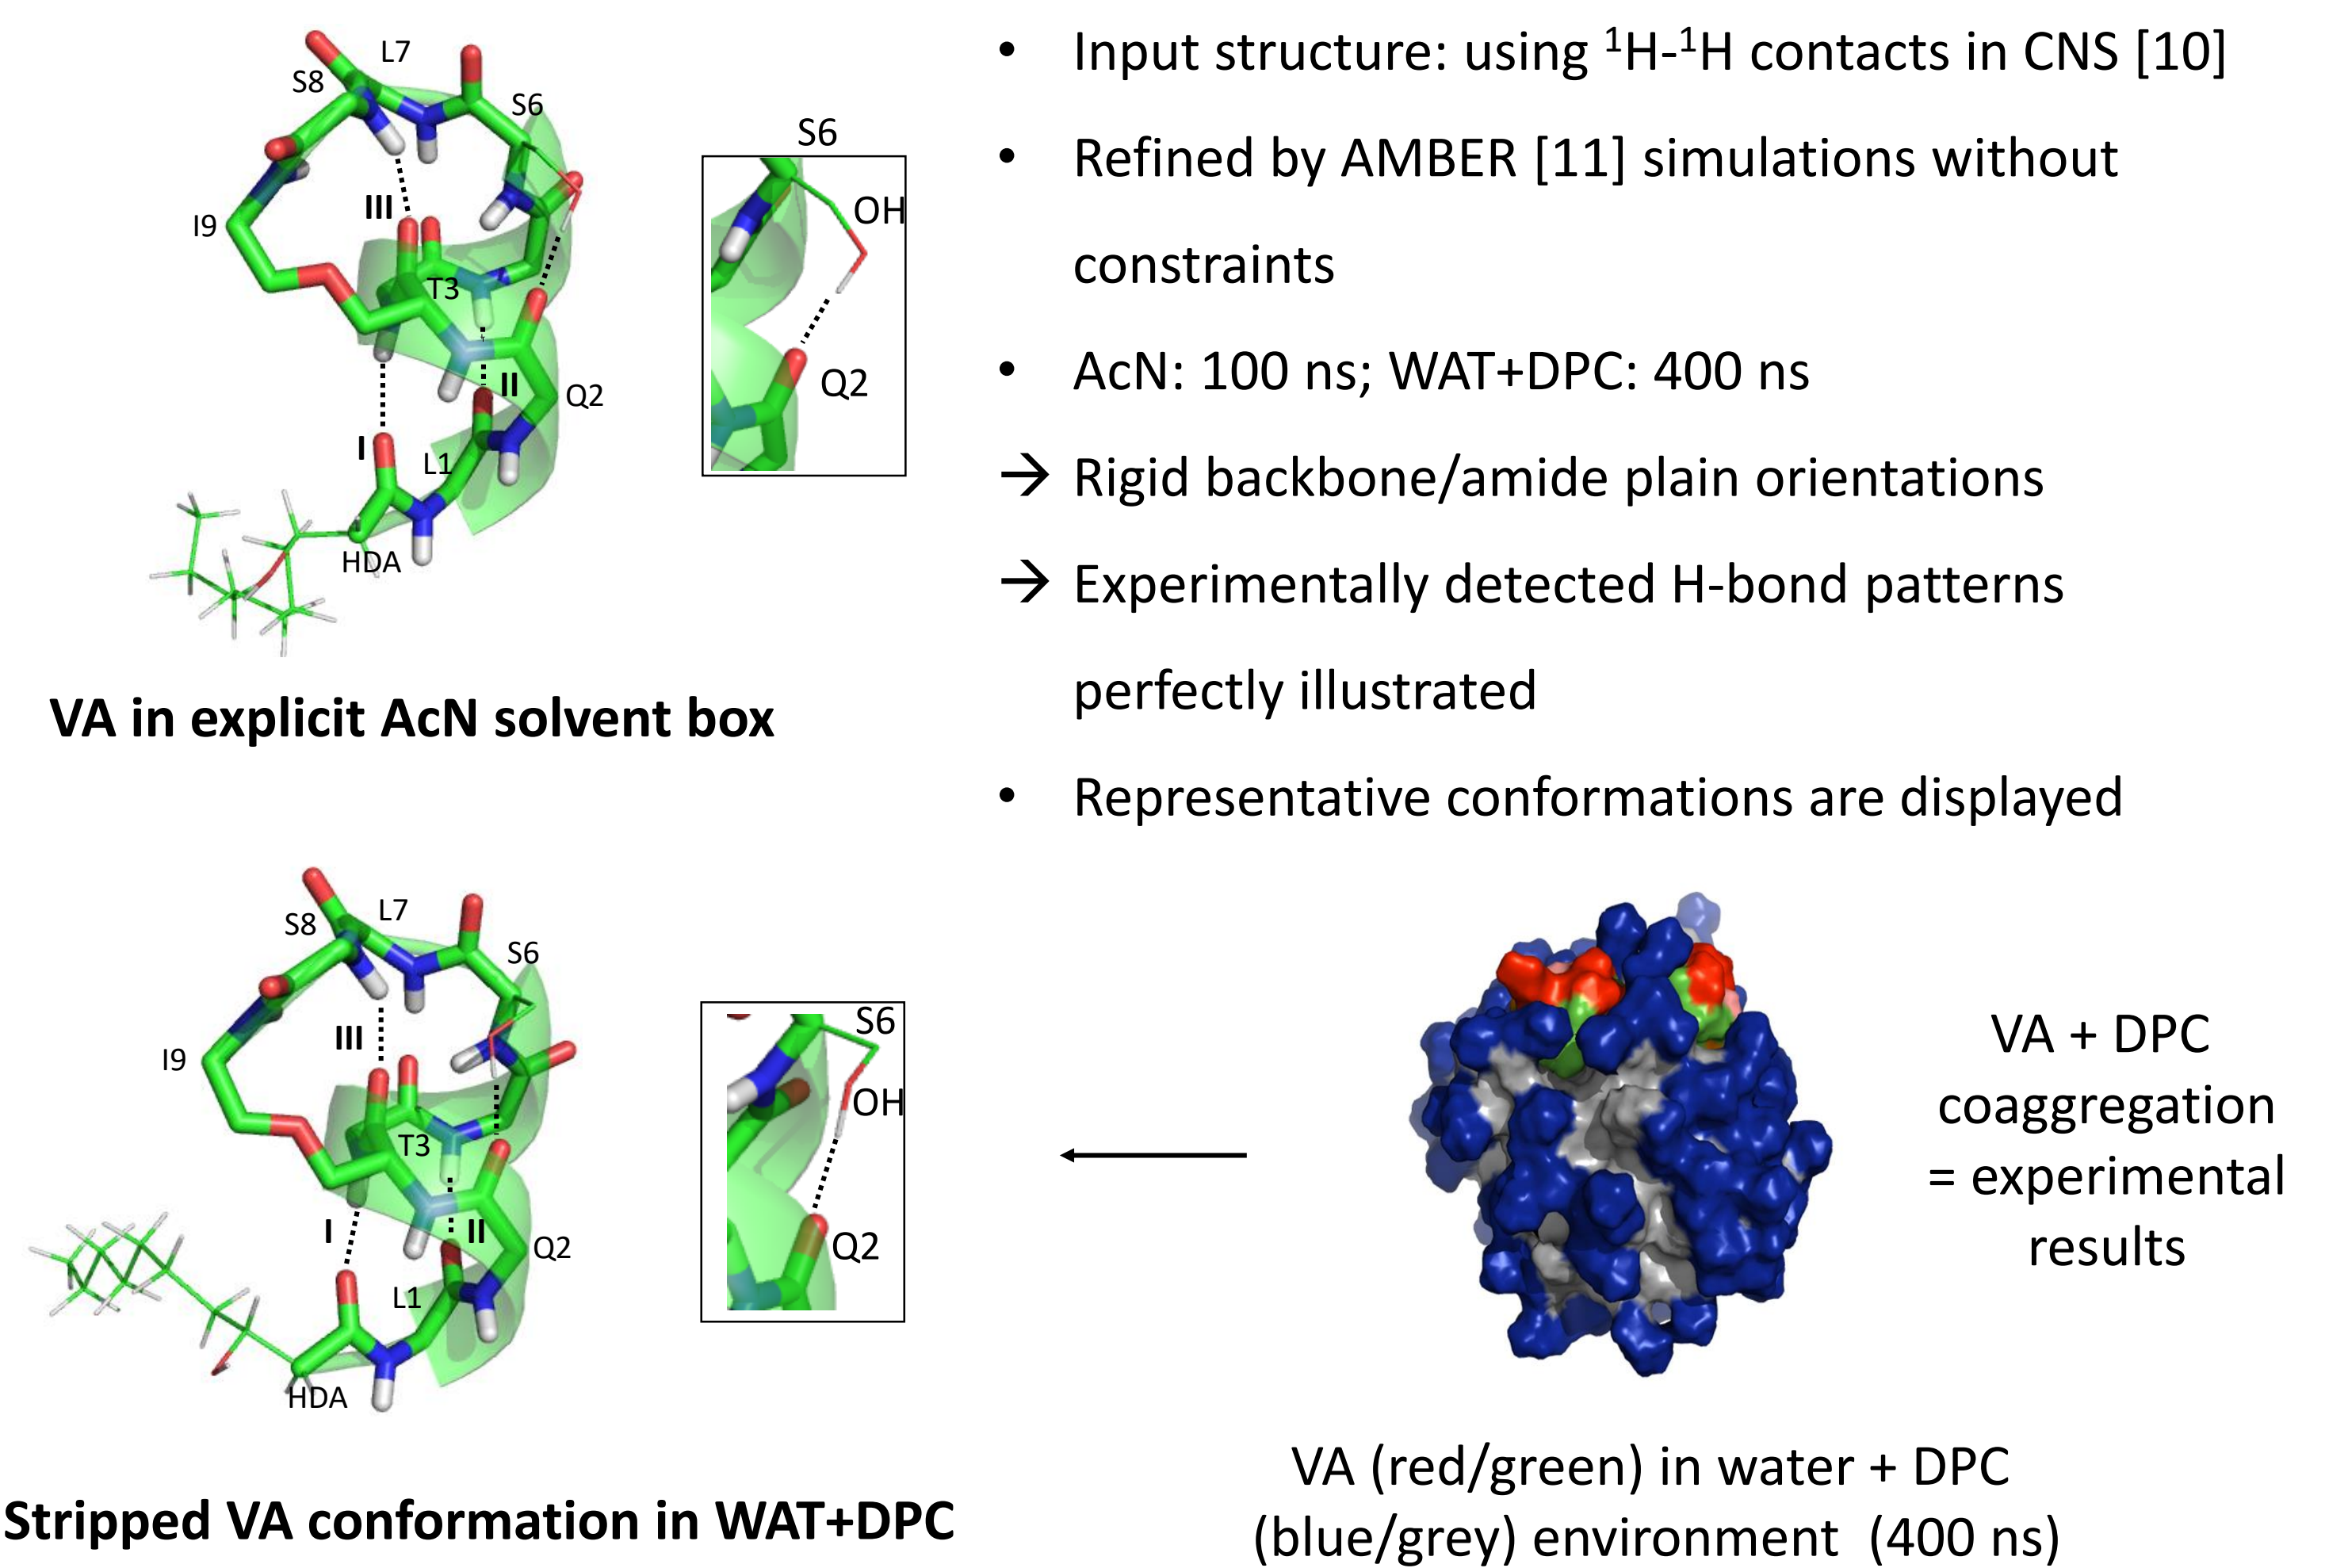 L7
S8
S6
III
I9
T3
II
Q2
I
L1
HDA
S6
OH
Q2
VA in explicit AcN solvent box
• Input structure: using ¹H-¹H contacts in CNS [10]
• Refined by AMBER [11] simulations without
constraints
• AcN: 100 ns; WAT+DPC: 400 ns
→ Rigid backbone/amide plain orientations
→ Experimentally detected H-bond patterns
perfectly illustrated
• Representative conformations are displayed
L7
S8
S6
III
I9
T3
I
II
Q2
L1
HDA
S6
OH
Q2
Stripped VA conformation in WAT+DPC
VA + DPC
coaggregation
= experimental
results
VA (red/green) in water + DPC
(blue/grey) environment (400 ns)